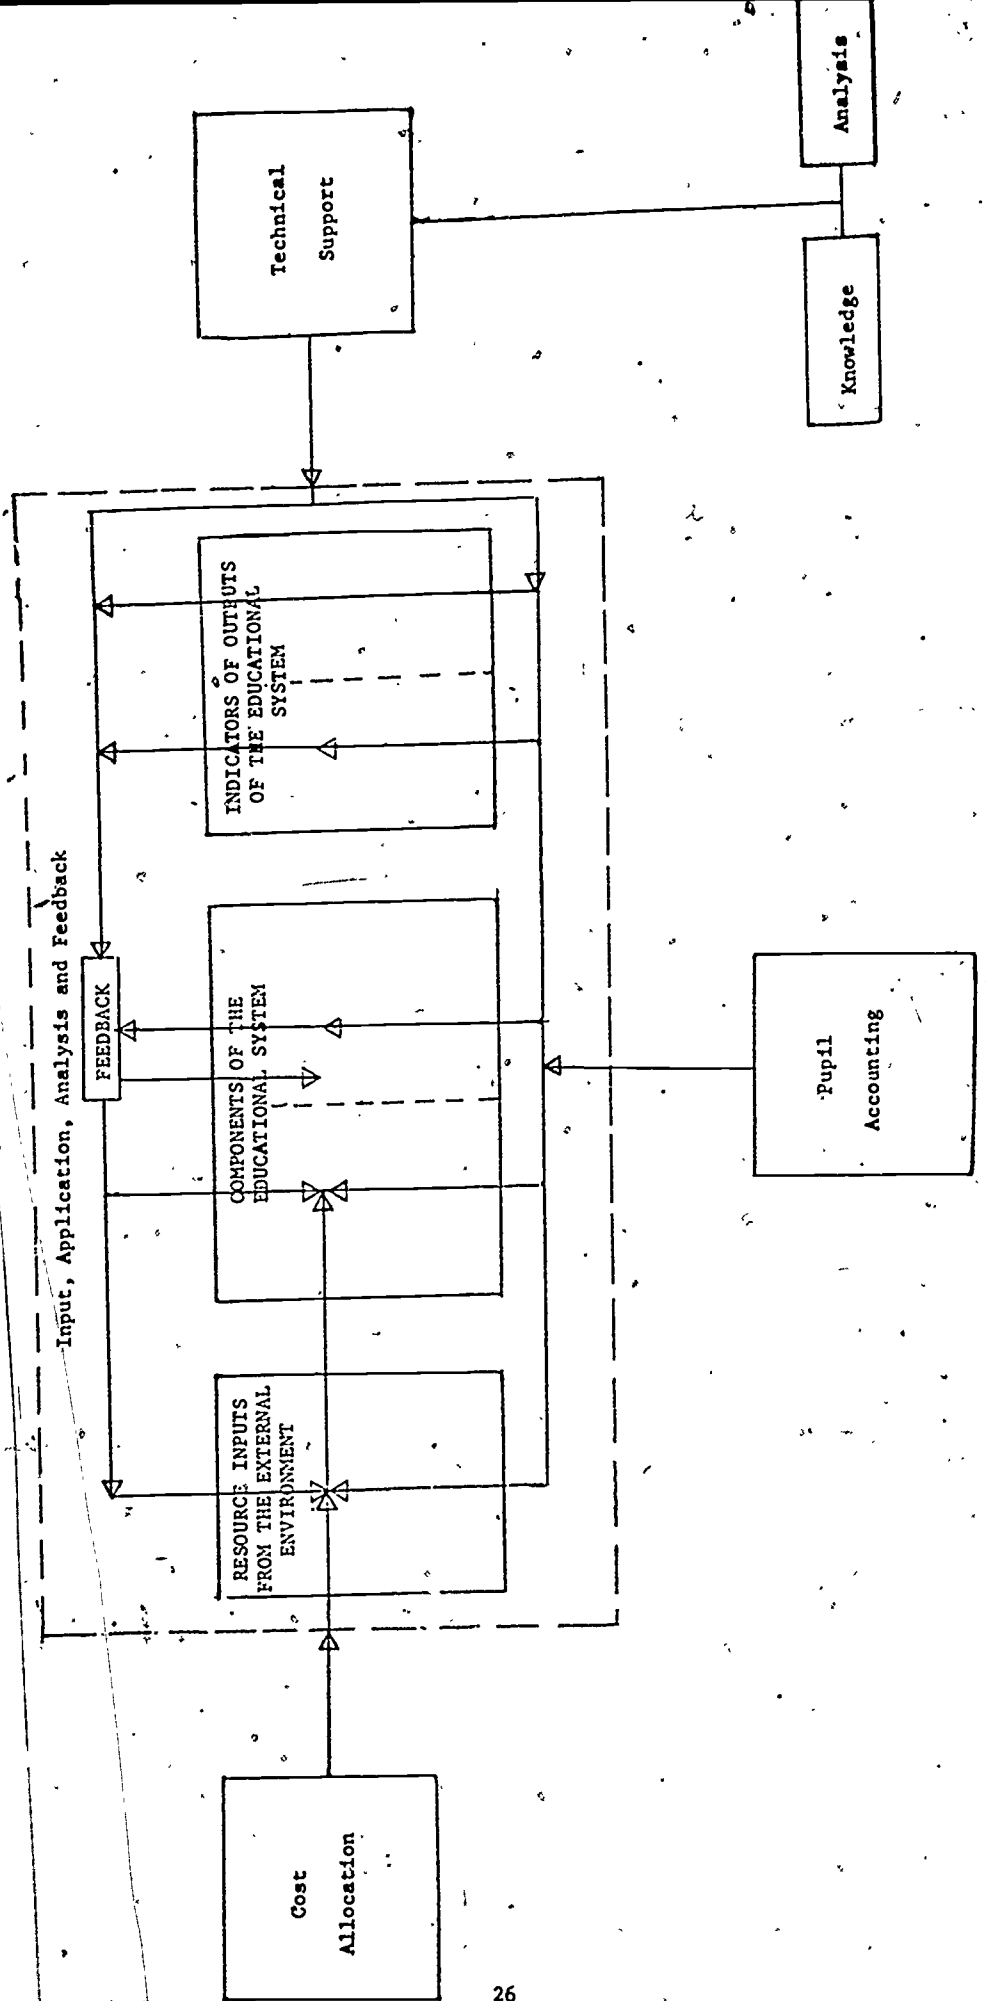 Input, Application, Analysis and Feedback
FEEDBACK
Cost
Allocation
RESOURCE INPUTS
FROM THE EXTERNAL
ENVIRONMENT
COMPONENTS OF THE
EDUCATIONAL SYSTEM
INDICATORS OF OUTPUTS
OF THE EDUCATIONAL
SYSTEM
Technical
Support
Pupil
Accounting
Knowledge
Analysis
26